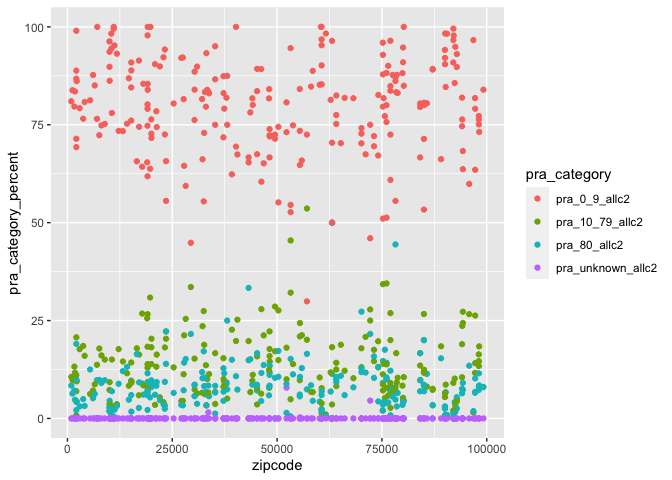 100
75
50
25
0
pra_category_percent
0
25000
50000
75000
100000
zipcode
pra_category
pra_0_9_allc2
pra_10_79_allc2
pra_80_allc2
pra_unknown_allc2